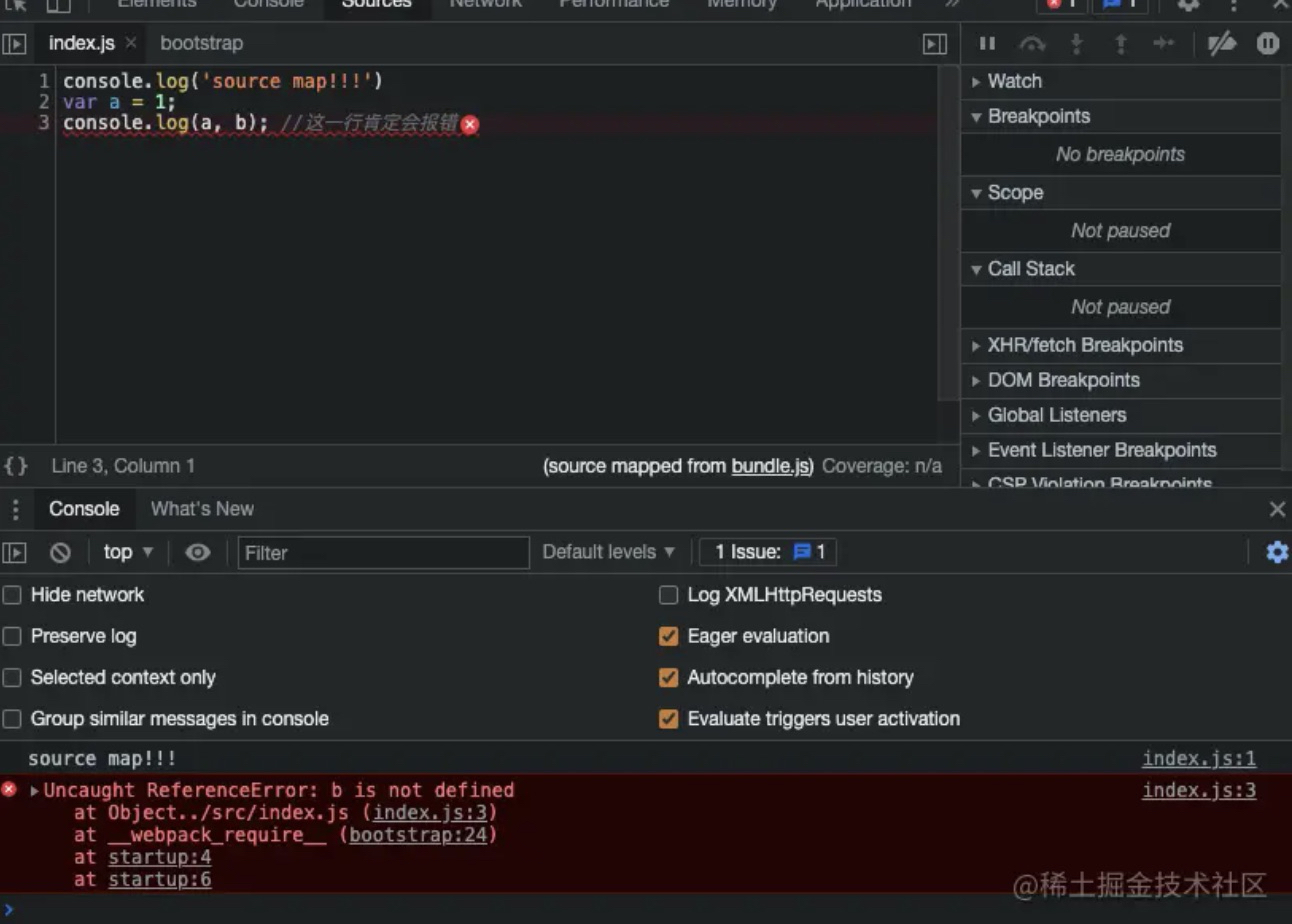 Elements Console Sources Network Performance Memory Application » 1 1
index.js × bootstrap
1 console.log('source map!!!')
2 var a = 1;
3 console.log(a, b); //这一行肯定会报错
Watch
Breakpoints
No breakpoints
Scope
Not paused
Call Stack
Not paused
XHR/fetch Breakpoints
DOM Breakpoints
Global Listeners
Event Listener Breakpoints
CSP Violation Breakpoints
{} Line 3, Column 1 (source mapped from bundle.js) Coverage: n/a
Console What's New
top Filter Default levels 1 Issue: 1
Hide network
Log XMLHttpRequests
Preserve log
Eager evaluation
Selected context only
Autocomplete from history
Group similar messages in console
Evaluate triggers user activation
source map!!! index.js:1
Uncaught ReferenceError: b is not defined index.js:3
at Object../src/index.js (index.js:3)
at __webpack_require__ (bootstrap:24)
at startup:4
at startup:6
@稀土掘金技术社区